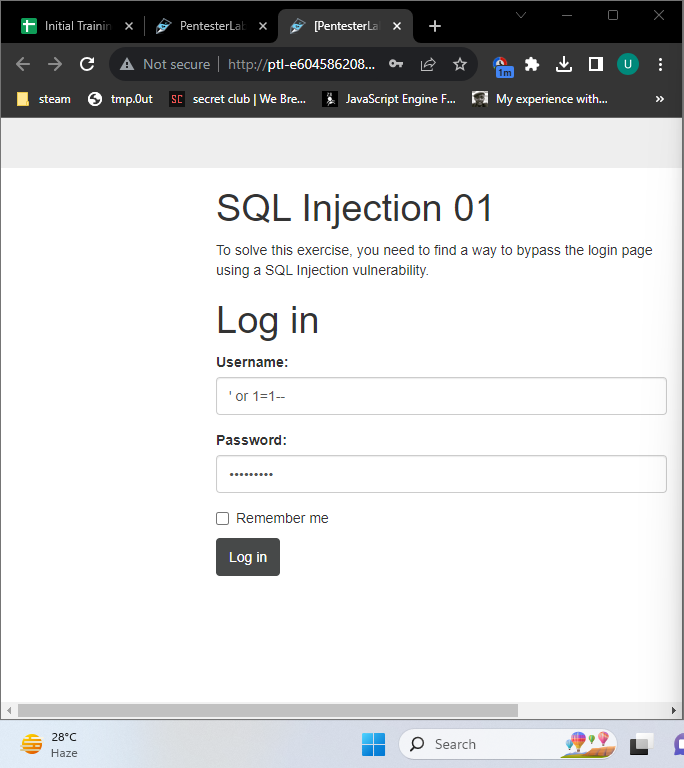 Initial Trainin
PentesterLab
[PentesterLab
Not secure
http://ptl-e604586208...
1m
U
steam
tmp.0ut
SC
secret club | We Bre...
JavaScript Engine F...
My experience with...
»
SQL Injection 01
To solve this exercise, you need to find a way to bypass the login page
using a SQL Injection vulnerability.
Log in
Username:
' or 1=1--
Password:
•••••••••
Remember me
Log in
28°C
Haze
Search